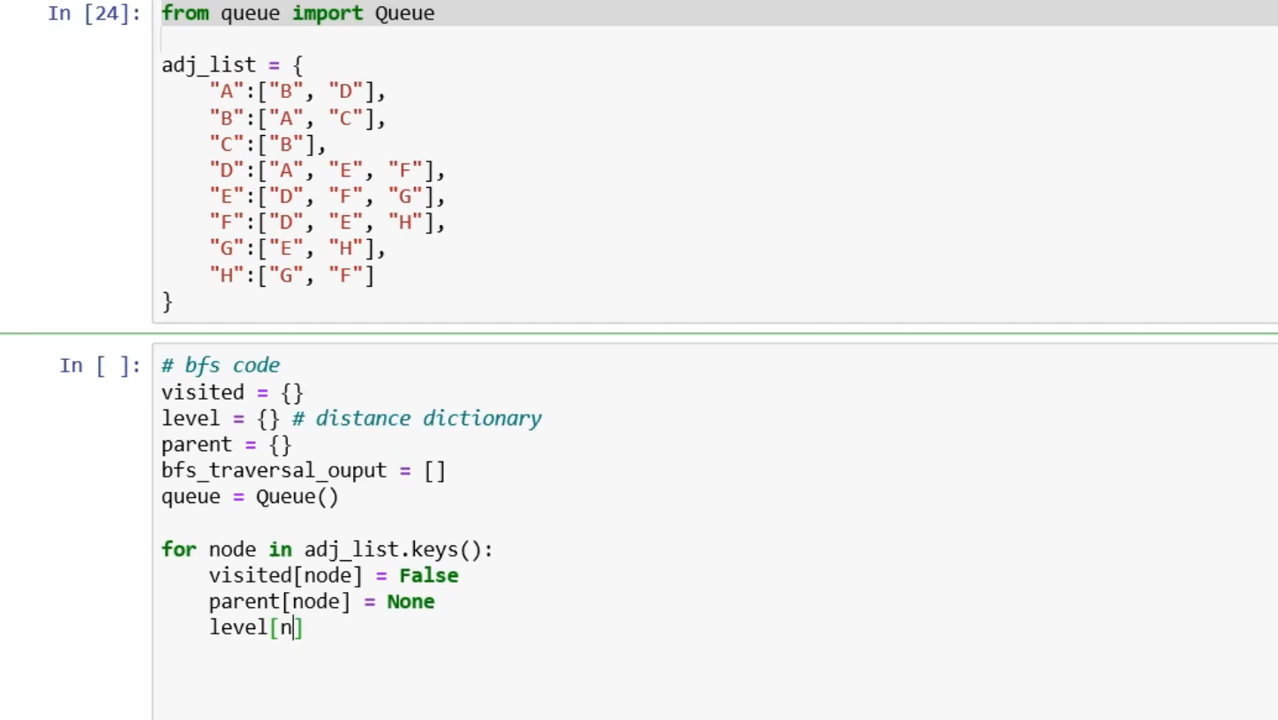 In [24]: from queue import Queue
adj_list = {
"A":["B", "D"],
"B":["A", "C"],
"C":["B"],
"D":["A", "E", "F"],
"E":["D", "F", "G"],
"F":["D", "E", "H"],
"G":["E", "H"],
"H":["G", "F"]
}
In [ ]: # bfs code
visited = {}
level = {} # distance dictionary
parent = {}
bfs_traversal_ouput = []
queue = Queue()
for node in adj_list.keys():
visited[node] = False
parent[node] = None
level[n]